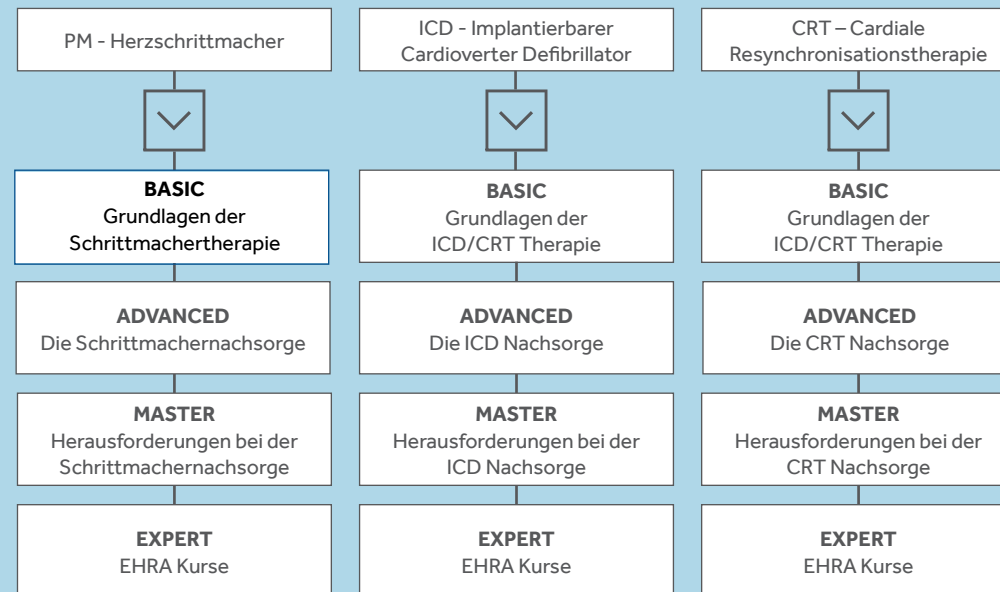 PM - Herzschrittmacher
ICD - Implantierbarer
Cardioverter Defibrillator
CRT – Cardiale
Resynchronisationstherapie
BASIC
Grundlagen der
Schrittmachertherapie
BASIC
Grundlagen der
ICD/CRT Therapie
BASIC
Grundlagen der
ICD/CRT Therapie
ADVANCED
Die Schrittmachernachsorge
ADVANCED
Die ICD Nachsorge
ADVANCED
Die CRT Nachsorge
MASTER
Herausforderungen bei der
Schrittmachernachsorge
MASTER
Herausforderungen bei der
ICD Nachsorge
MASTER
Herausforderungen bei der
CRT Nachsorge
EXPERT
EHRA Kurse
EXPERT
EHRA Kurse
EXPERT
EHRA Kurse